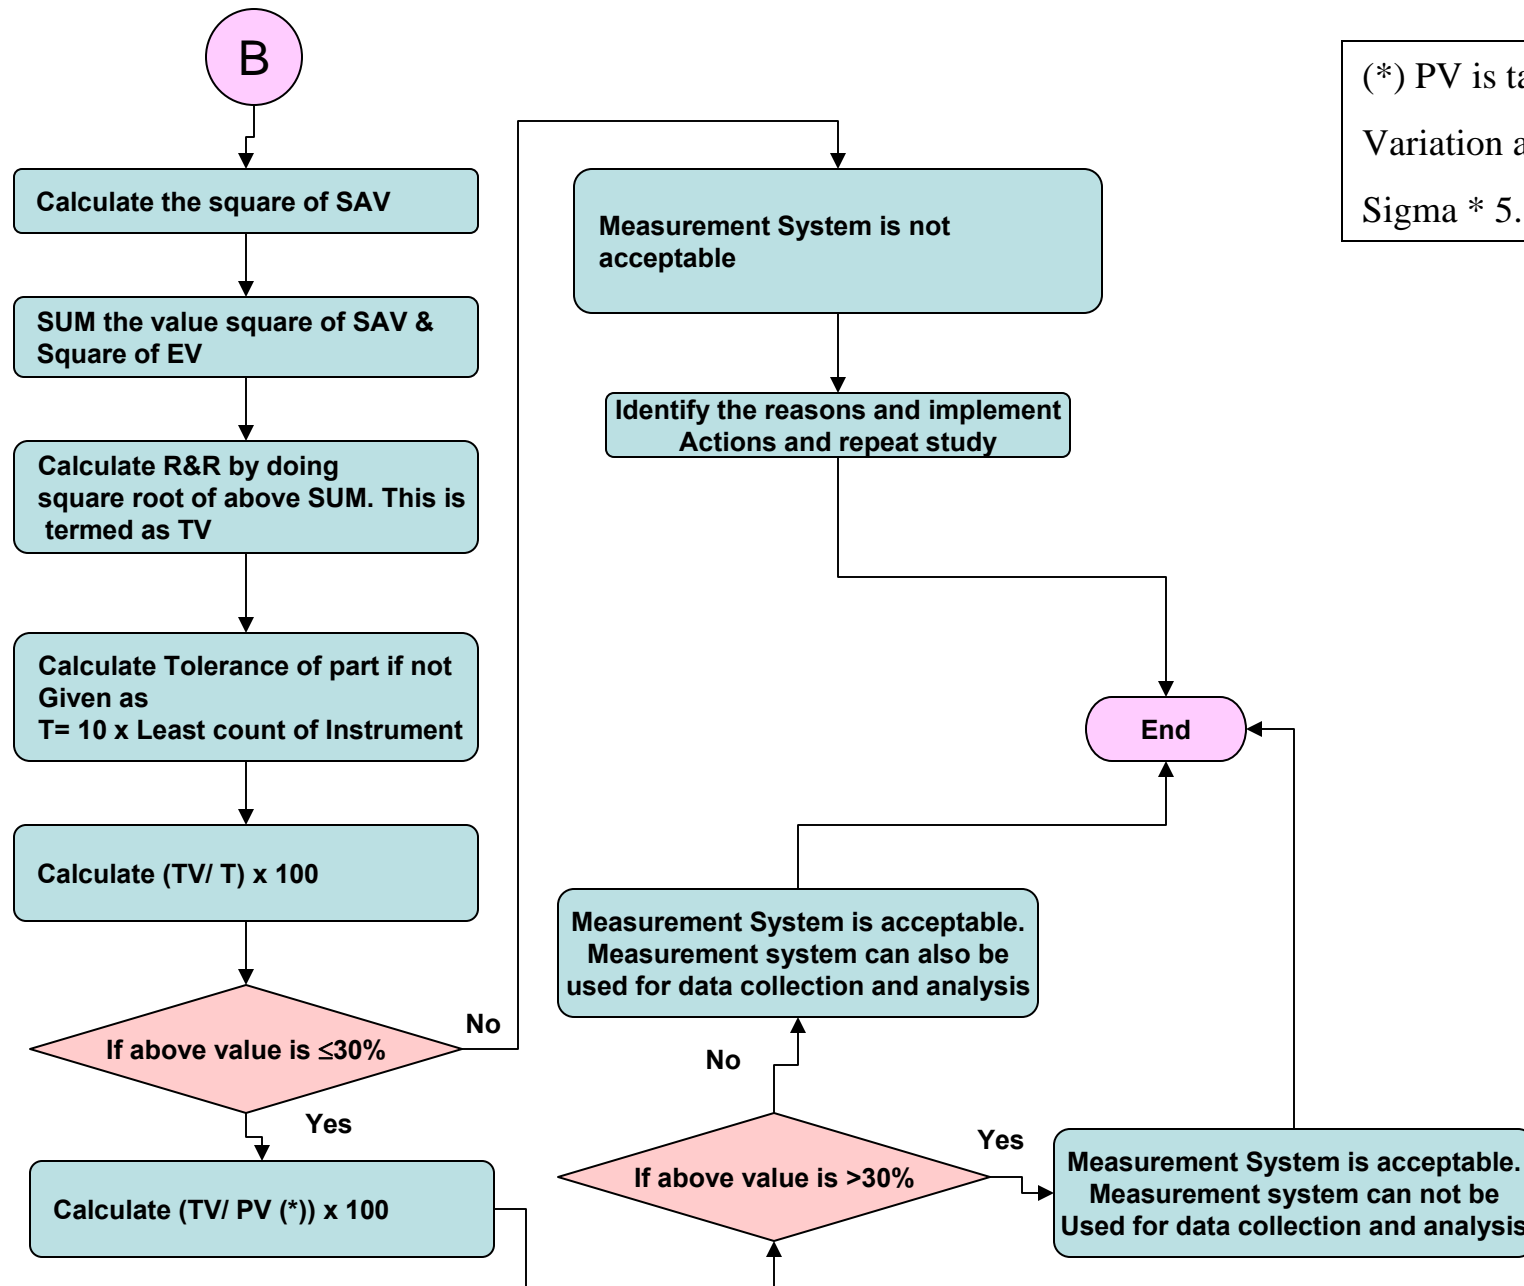 B
Calculate the square of SAV
SUM the value square of SAV &
Square of EV
Calculate R&R by doing
square root of above SUM. This is
termed as TV
Calculate Tolerance of part if not
Given as
T= 10 x Least count of Instrument
Calculate (TV/ T) x 100
If above value is ≤30%
No
Yes
Calculate (TV/ PV (*)) x 100
Measurement System is not
acceptable
Identify the reasons and implement
Actions and repeat study
End
Measurement System is acceptable.
Measurement system can also be
used for data collection and analysis
No
If above value is >30%
Yes
Measurement System is acceptable.
Measurement system can not be
Used for data collection and analysis
(*) PV is
Variation
Sigma * 5.